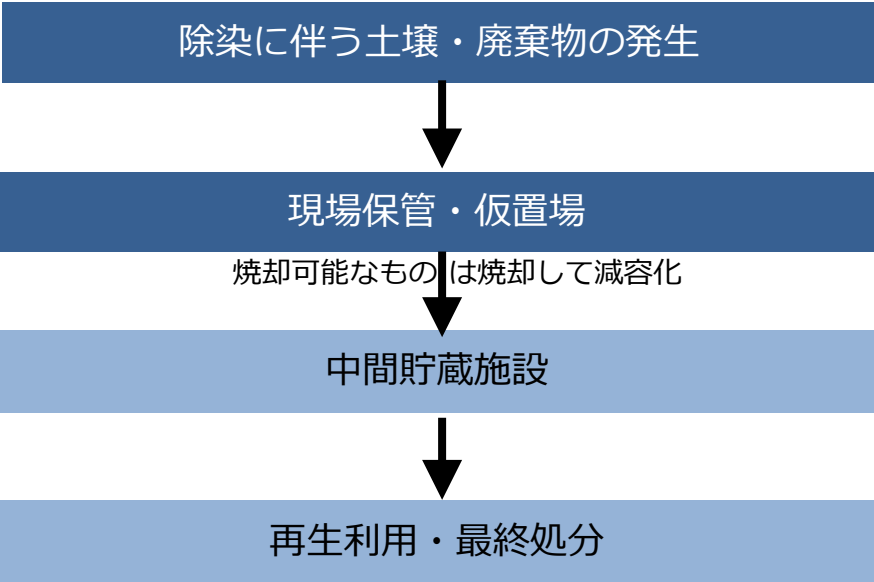 除染に伴う土壌・廃棄物の発生
現場保管・仮置場
焼却可能なものは焼却して減容化
中間貯蔵施設
再生利用・最終処分